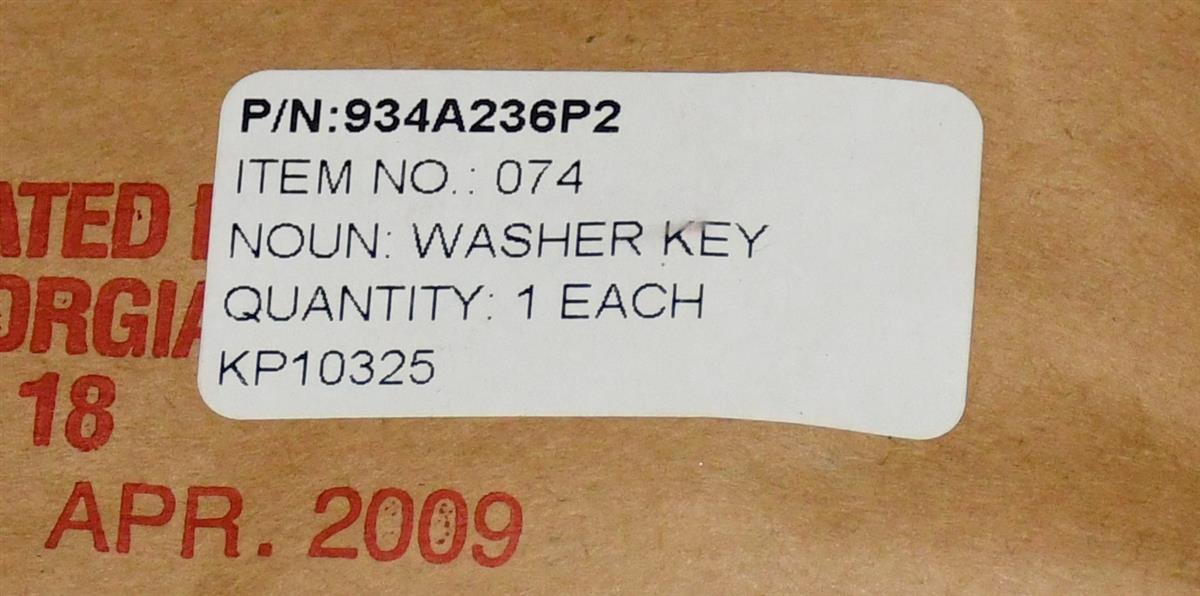 P/N:934A236P2
ITEM NO.: 074
NOUN: WASHER KEY
QUANTITY: 1 EACH
KP10325
18
APR. 2009